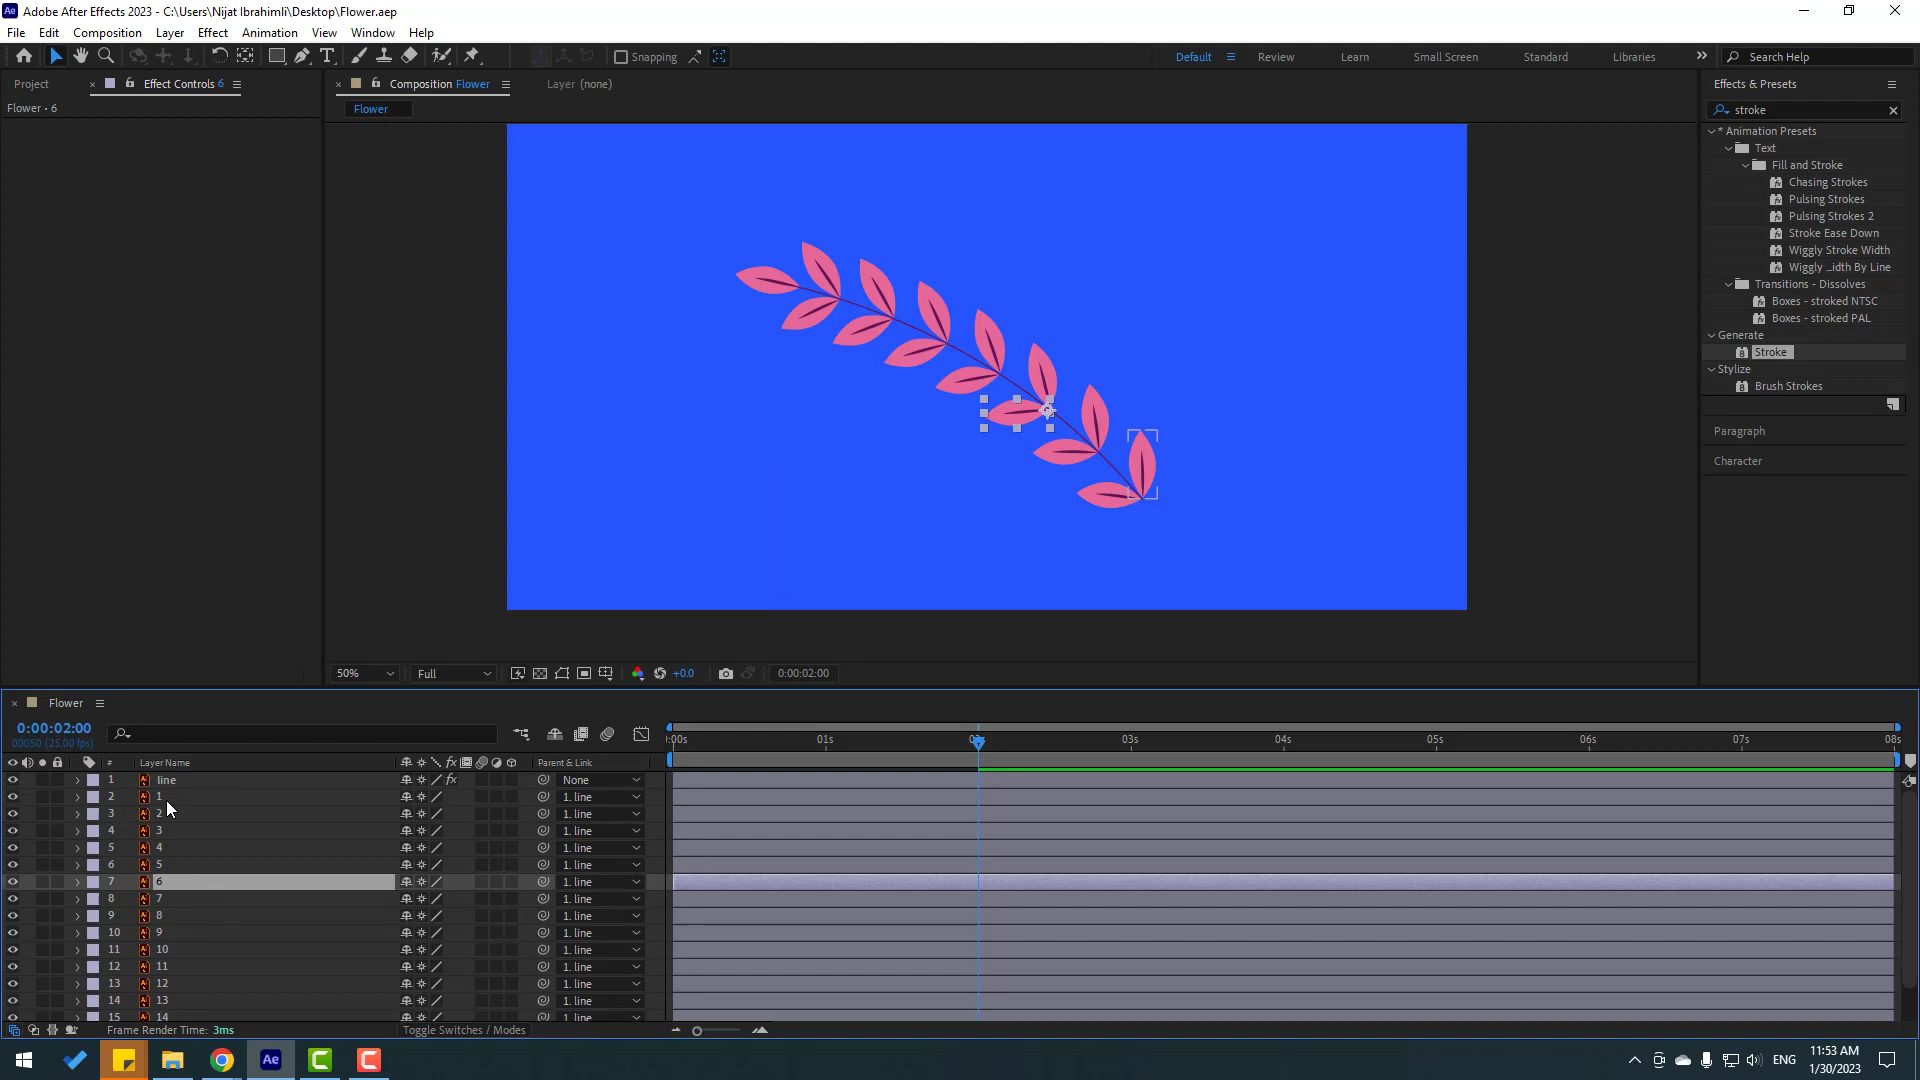 Adobe After Effects 2023 - C:\Users\Nijat Ibrahimli\Desktop\Flower.aep
File Edit Composition Layer Effect Animation View Window Help
Snapping Default Review Learn Small Screen Standard Libraries Search Help
Project Effect Controls 6 Composition Flower Layer (none) Effects & Presets
Flower • 6 Flower stroke
* Animation Presets
Text
Fill and Stroke
Chasing Strokes
Pulsing Strokes
Pulsing Strokes 2
Stroke Ease Down
Wiggly Stroke Width
Wiggly ...idth By Line
Transitions - Dissolves
Boxes - stroked NTSC
Boxes - stroked PAL
Generate
Stroke
Stylize
Brush Strokes
Paragraph
Character
50% Full +0.0 0:00:02:00
Flower
0:00:02:00
00050 (25.00 fps)
:00s 01s 03s 04s 05s 06s 07s 08s
# Layer Name fx Parent & Link
1 line fx None
2 1 1. line
3 2 1. line
4 3 1. line
5 4 1. line
6 5 1. line
7 6 1. line
8 7 1. line
9 8 1. line
10 9 1. line
11 10 1. line
12 11 1. line
13 12 1. line
14 13 1. line
15 14 1. line
Frame Render Time: 3ms Toggle Switches / Modes
Ae ENG 11:53 AM
1/30/2023